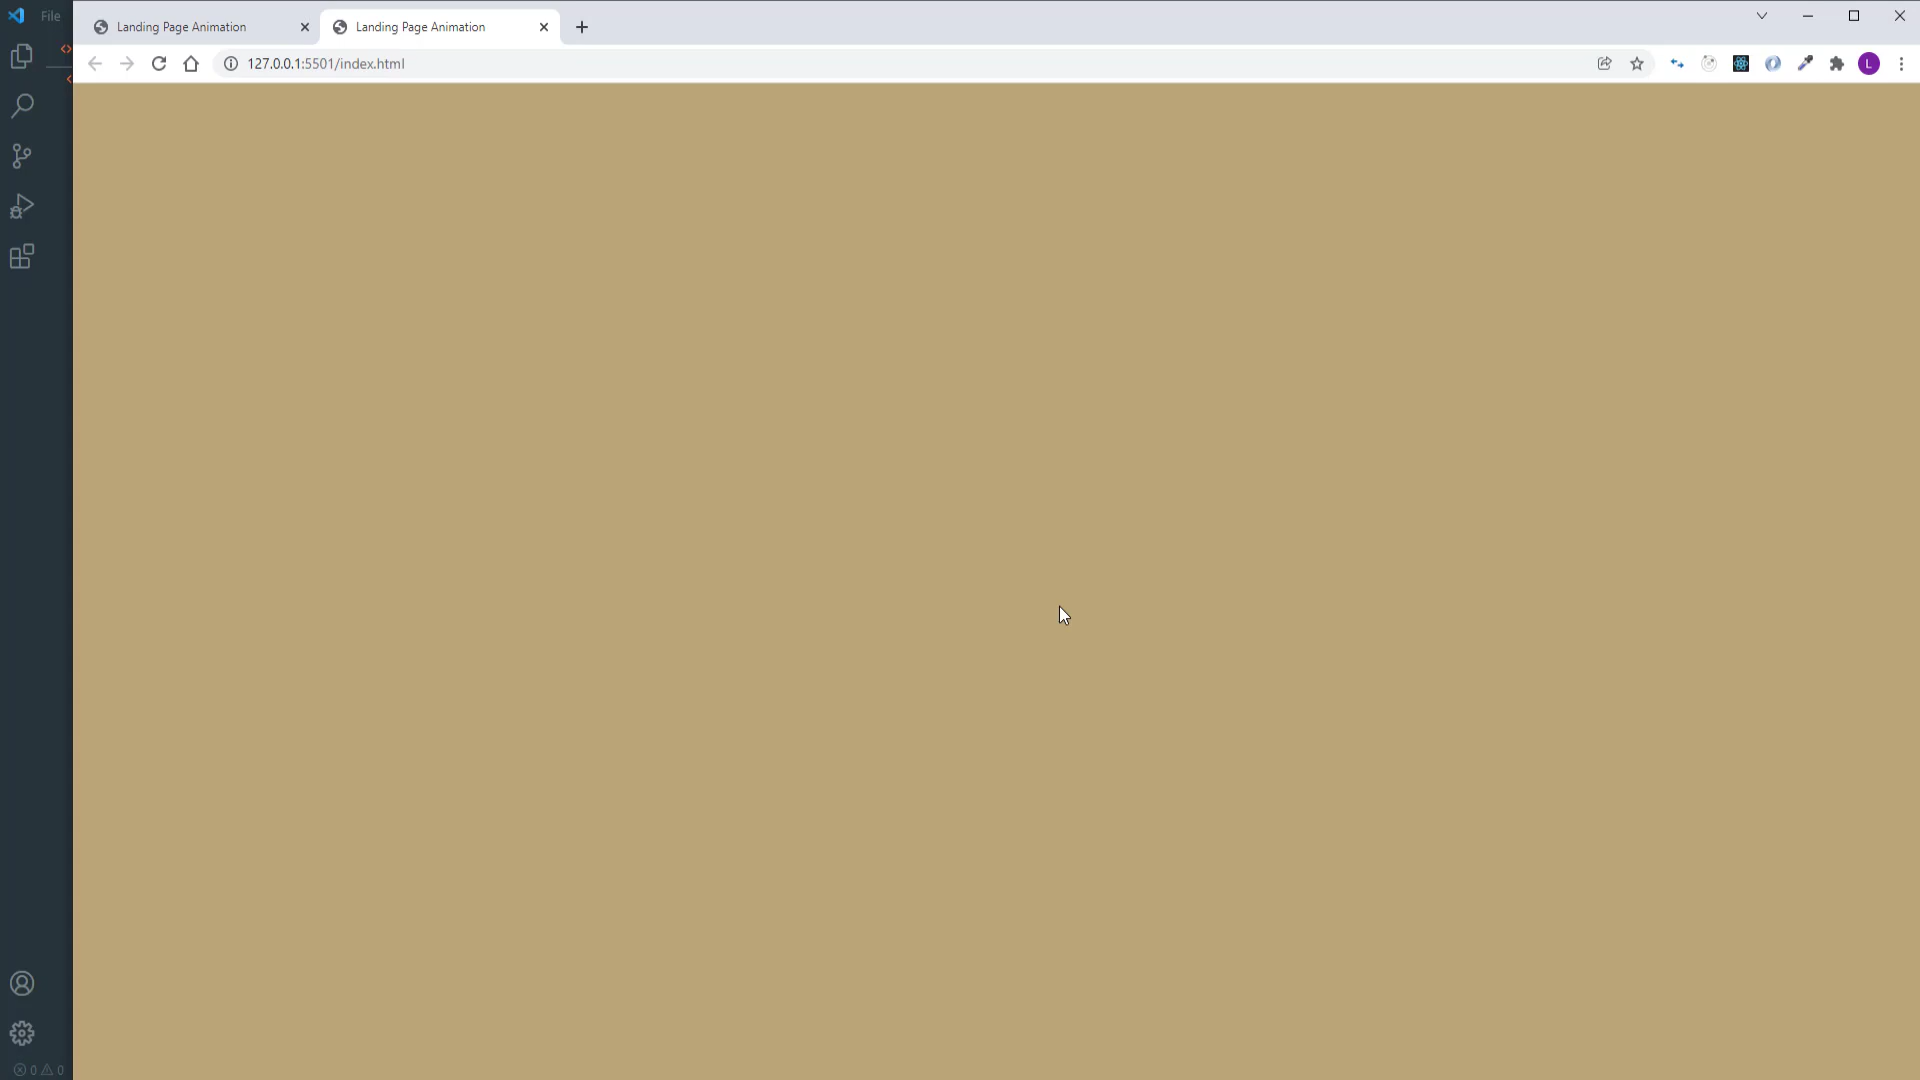 File
Landing Page Animation
Landing Page Animation
127.0.0.1:5501/index.html
L
0 0